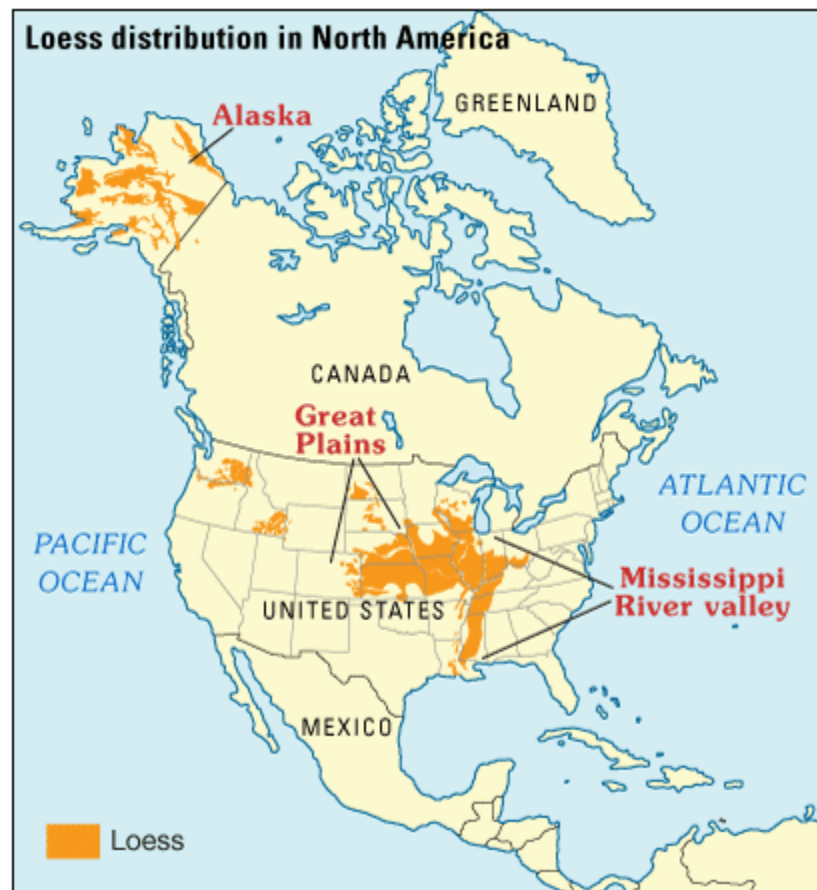 Loess distribution in North America
GREENLAND
Alaska
CANADA
Great
Plains
ATLANTIC
OCEAN
PACIFIC
OCEAN
Mississippi
River valley
UNITED STATES
MEXICO
Loess